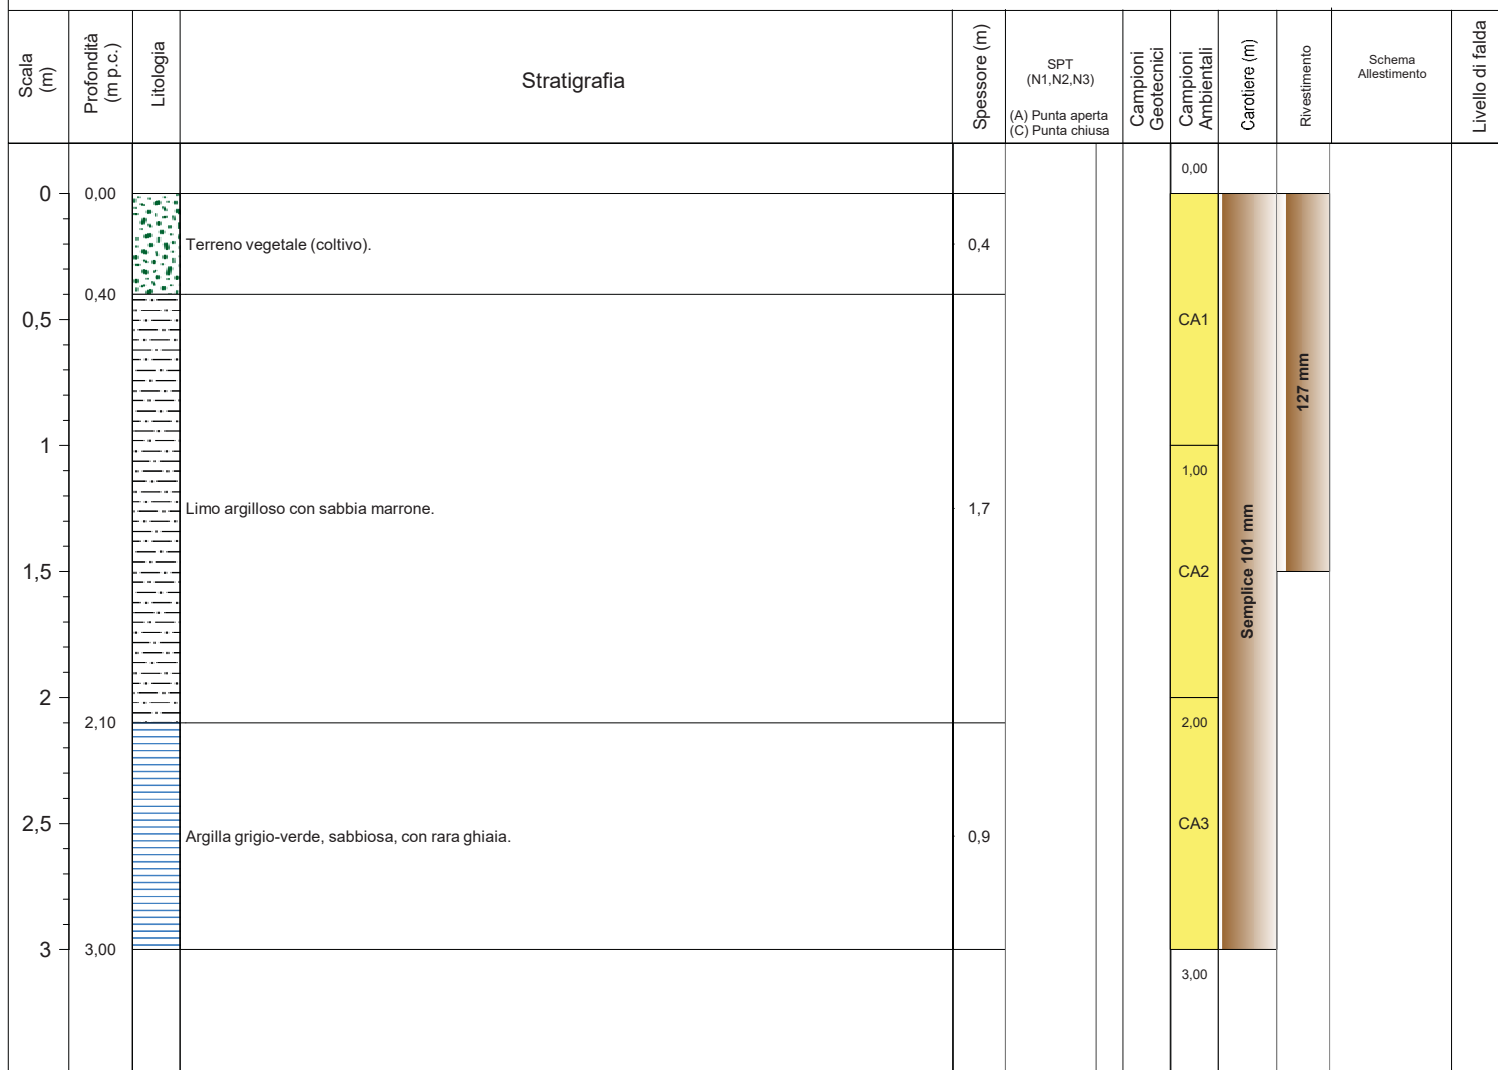 Scala
(m)
Profondità
(m p.c.)
Litologia
Stratigrafia
Spessore (m)
SPT
(N1,N2,N3)
(A) Punta aperta
(C) Punta chiusa
Campioni
Geotecnici
Campioni
Ambientali
Carotiere (m)
Rivestimento
Schema
Allestimento
Livello di falda
0,00
0
0,00
Terreno vegetale (coltivo).
0,4
0,40
0,5
CA1
127 mm
1
1,00
Limo argilloso con sabbia marrone.
1,7
1,5
CA2
Semplice 101 mm
2
2,10
2,00
2,5
CA3
Argilla grigio-verde, sabbiosa, con rara ghiaia.
0,9
3
3,00
3,00